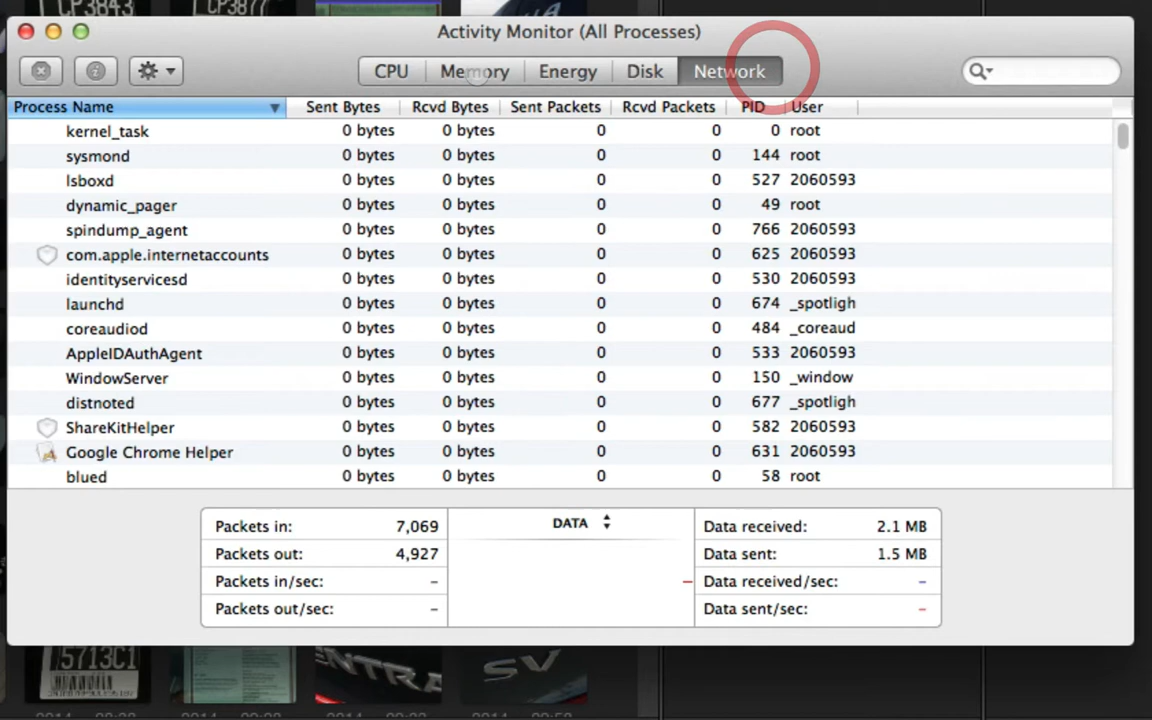 CP3843 CP3877
Activity Monitor (All Processes)
CPU Memory Energy Disk Network
Process Name Sent Bytes Rcvd Bytes Sent Packets Rcvd Packets PID User
kernel_task 0 bytes 0 bytes 0 0 0 root
sysmond 0 bytes 0 bytes 0 0 144 root
lsboxd 0 bytes 0 bytes 0 0 527 2060593
dynamic_pager 0 bytes 0 bytes 0 0 49 root
spindump_agent 0 bytes 0 bytes 0 0 766 2060593
com.apple.internetaccounts 0 bytes 0 bytes 0 0 625 2060593
identityservicesd 0 bytes 0 bytes 0 0 530 2060593
launchd 0 bytes 0 bytes 0 0 674 _spotligh
coreaudiod 0 bytes 0 bytes 0 0 484 _coreaud
AppleIDAuthAgent 0 bytes 0 bytes 0 0 533 2060593
WindowServer 0 bytes 0 bytes 0 0 150 _window
distnoted 0 bytes 0 bytes 0 0 677 _spotligh
ShareKitHelper 0 bytes 0 bytes 0 0 582 2060593
Google Chrome Helper 0 bytes 0 bytes 0 0 631 2060593
blued 0 bytes 0 bytes 0 0 58 root
Packets in: 7,069 DATA Data received: 2.1 MB
Packets out: 4,927 Data sent: 1.5 MB
Packets in/sec: – Data received/sec: –
Packets out/sec: – Data sent/sec: –
5713C1 ENTRA SV